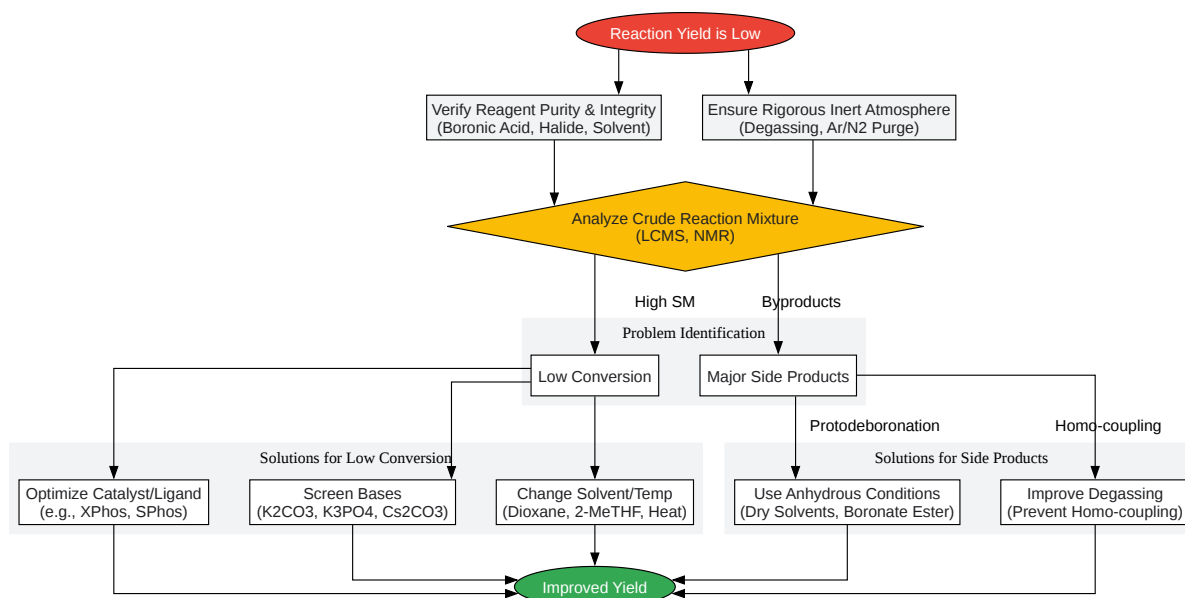 Reaction Yield is Low
Verify Reagent Purity & Integrity
(Boronic Acid, Halide, Solvent)
Ensure Rigorous Inert Atmosphere
(Degassing, Ar/N2 Purge)
Analyze Crude Reaction Mixture
(LCMS, NMR)
High SM
Byproducts
Problem Identification
Low Conversion
Major Side Products
Protodeboronation
Homo-coupling
Solutions for Low Conversion
Solutions for Side Products
Optimize Catalyst/Ligand
(e.g., XPhos, SPhos)
Screen Bases
(K2CO3, K3PO4, Cs2CO3)
Change Solvent/Temp
(Dioxane, 2-MeTHF, Heat)
Use Anhydrous Conditions
(Dry Solvents, Boronate Ester)
Improve Degassing
(Prevent Homo-coupling)
Improved Yield